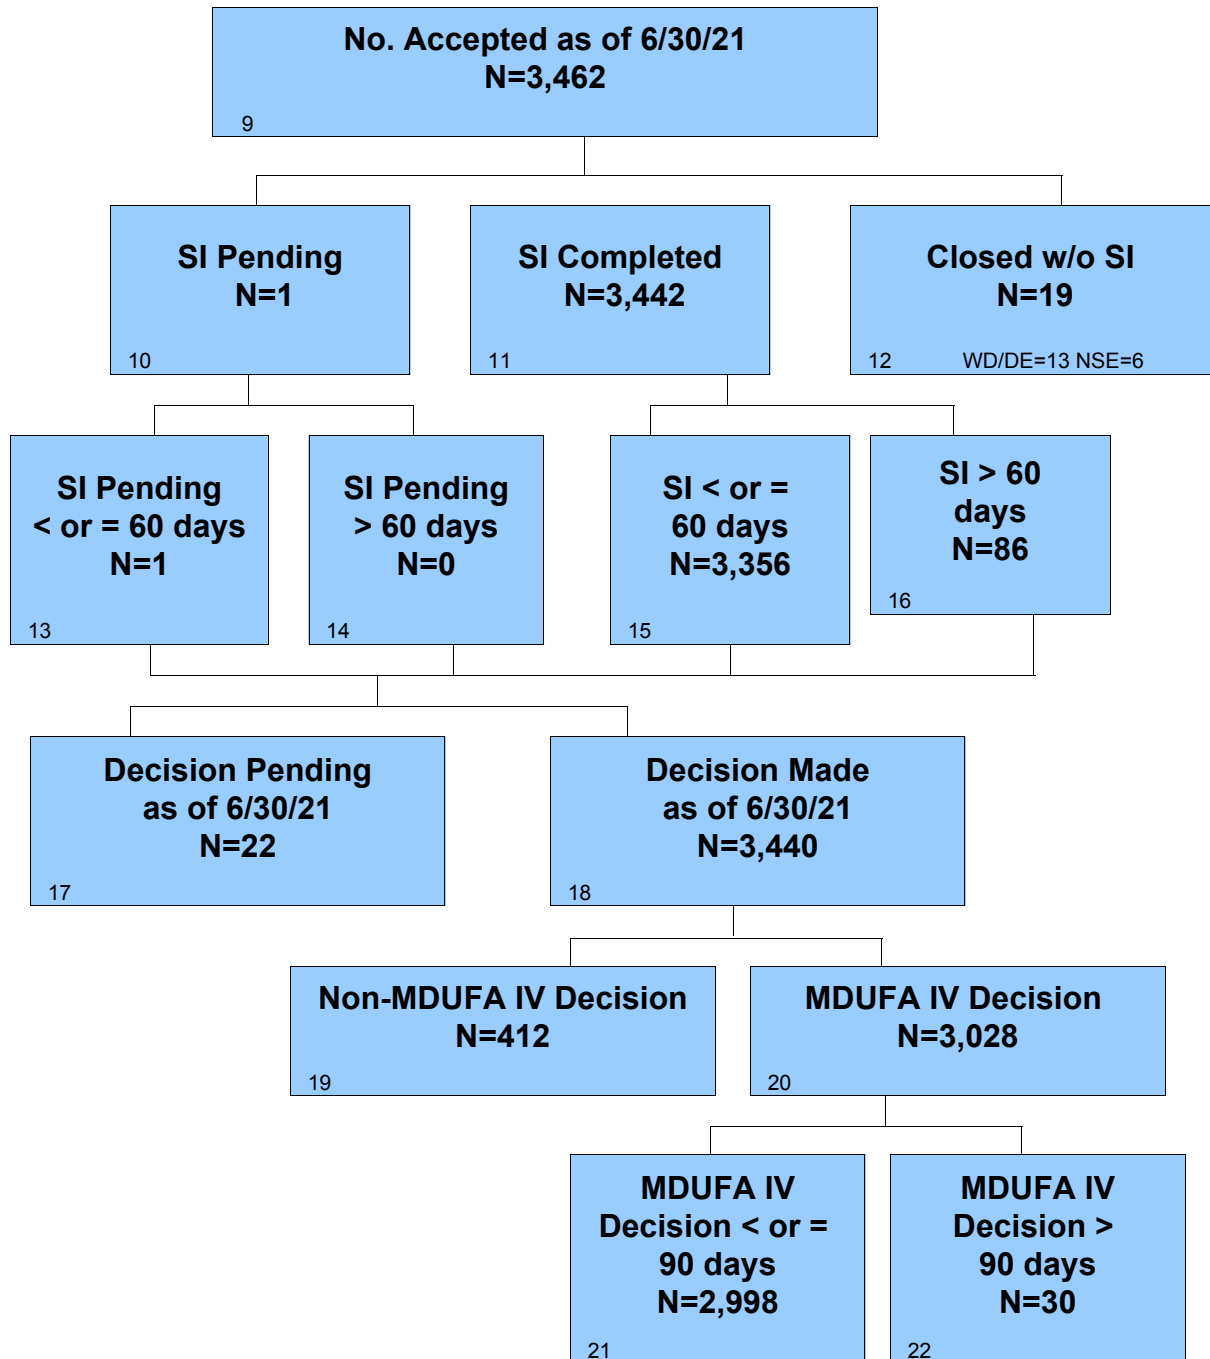 No. Accepted as of 6/30/21
N=3,462
9
SI Pending
N=1
10
SI Completed
N=3,442
11
Closed w/o SI
N=19
12 WD/DE=13 NSE=6
SI Pending
< or = 60 days
N=1
13
SI Pending
> 60 days
N=0
14
SI < or =
60 days
N=3,356
15
SI > 60
days
N=86
16
Decision Pending
as of 6/30/21
N=22
17
Decision Made
as of 6/30/21
N=3,440
18
Non-MDUFA IV Decision
N=412
19
MDUFA IV Decision
N=3,028
20
MDUFA IV
Decision < or =
90 days
N=2,998
21
MDUFA IV
Decision >
90 days
N=30
22